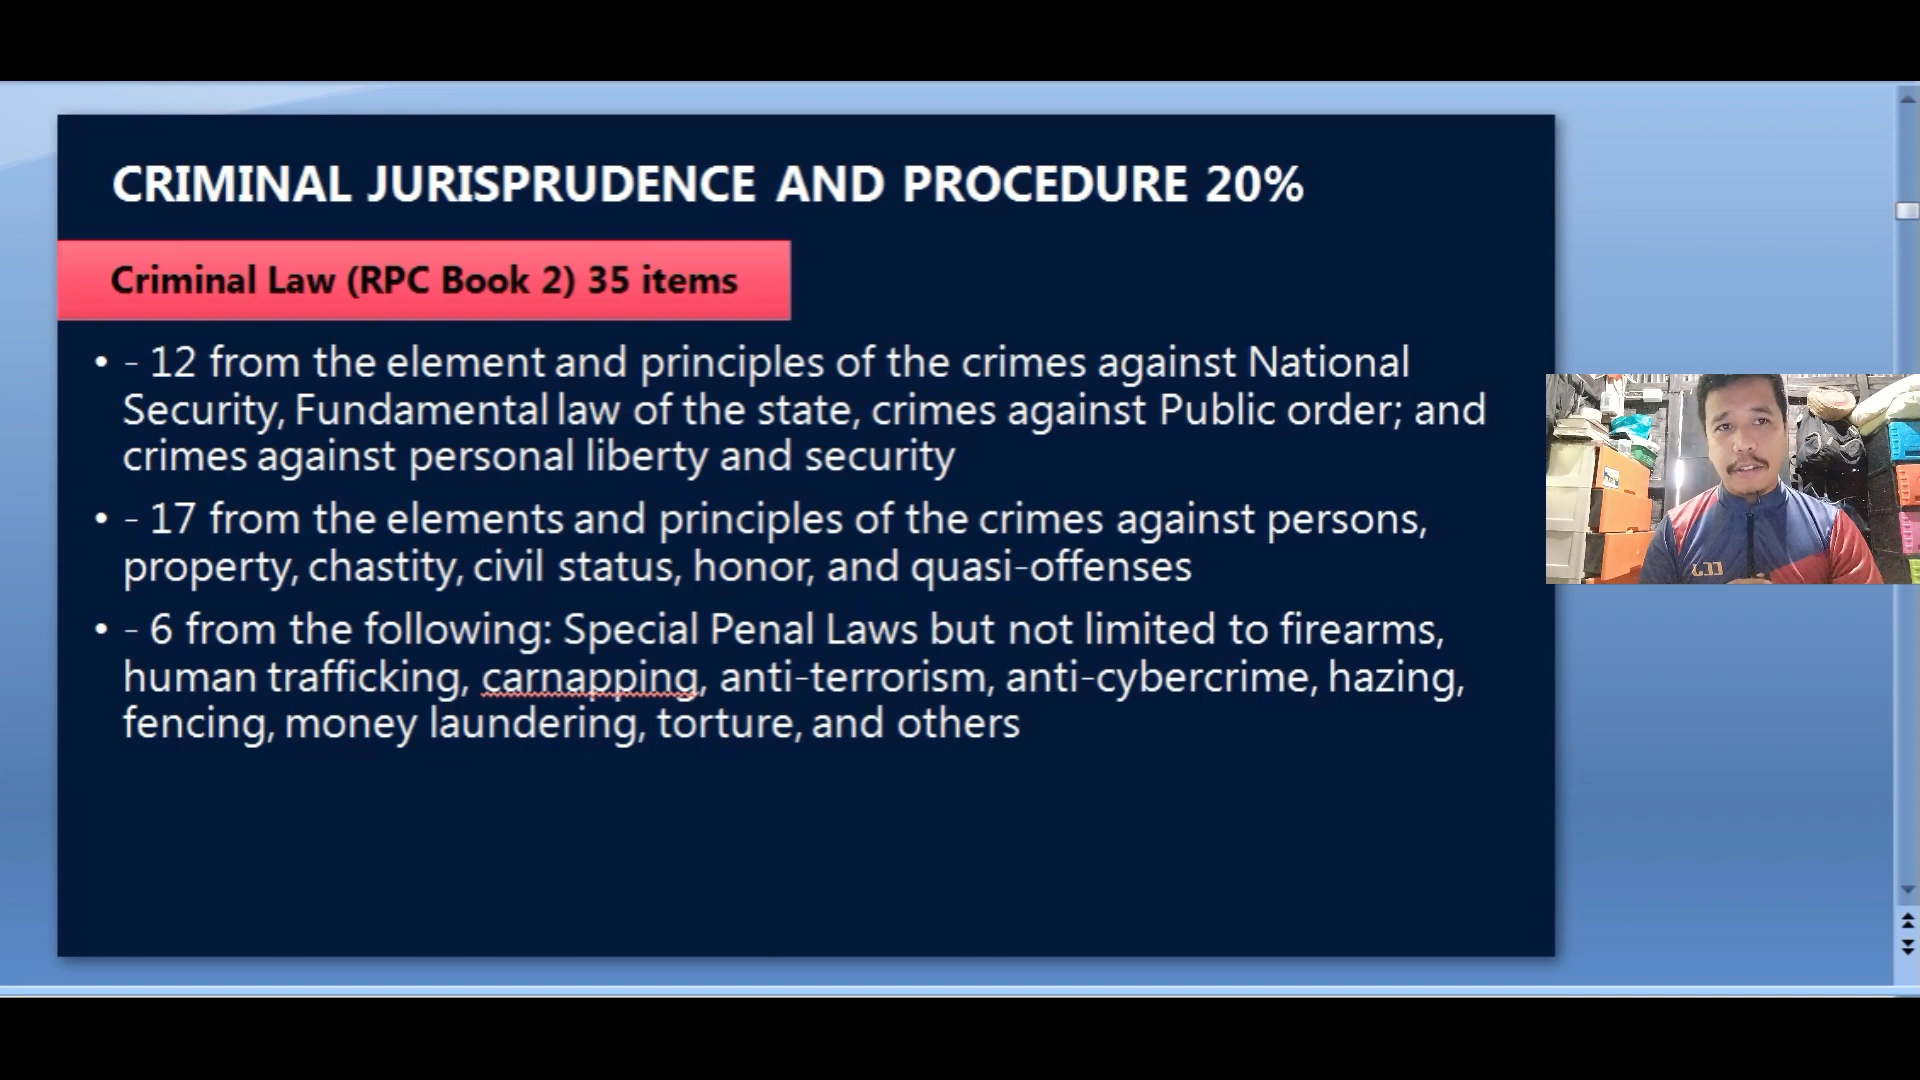 CRIMINAL JURISPRUDENCE AND PROCEDURE 20%
Criminal Law (RPC Book 2) 35 items
• - 12 from the element and principles of the crimes against National
Security, Fundamental law of the state, crimes against Public order; and
crimes against personal liberty and security
• - 17 from the elements and principles of the crimes against persons,
property, chastity, civil status, honor, and quasi-offenses
• - 6 from the following: Special Penal Laws but not limited to firearms,
human trafficking, carnapping, anti-terrorism, anti-cybercrime, hazing,
fencing, money laundering, torture, and others